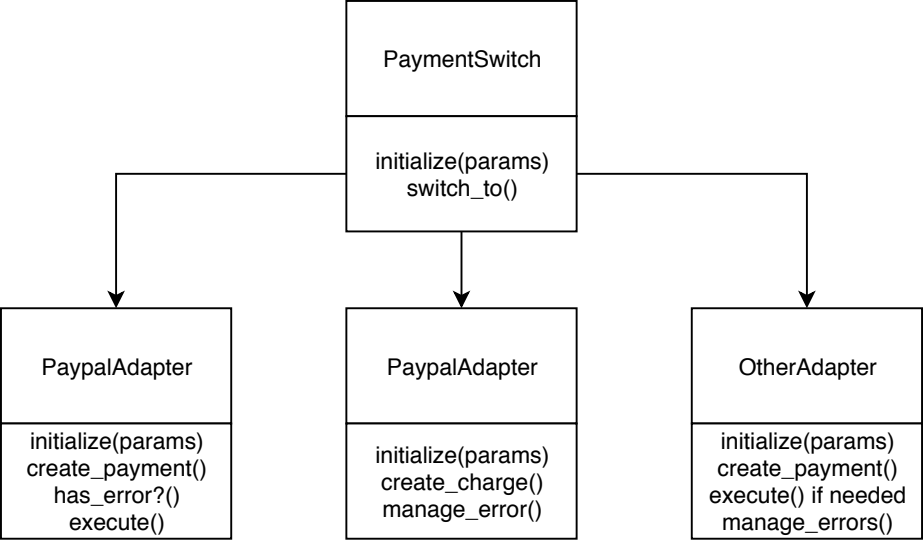 PaymentSwitch
initialize(params)
switch_to()
PaypalAdapter
initialize(params)
create_payment()
has_error?()
execute()
PaypalAdapter
initialize(params)
create_charge()
manage_error()
OtherAdapter
initialize(params)
create_payment()
execute() if needed
manage_errors()